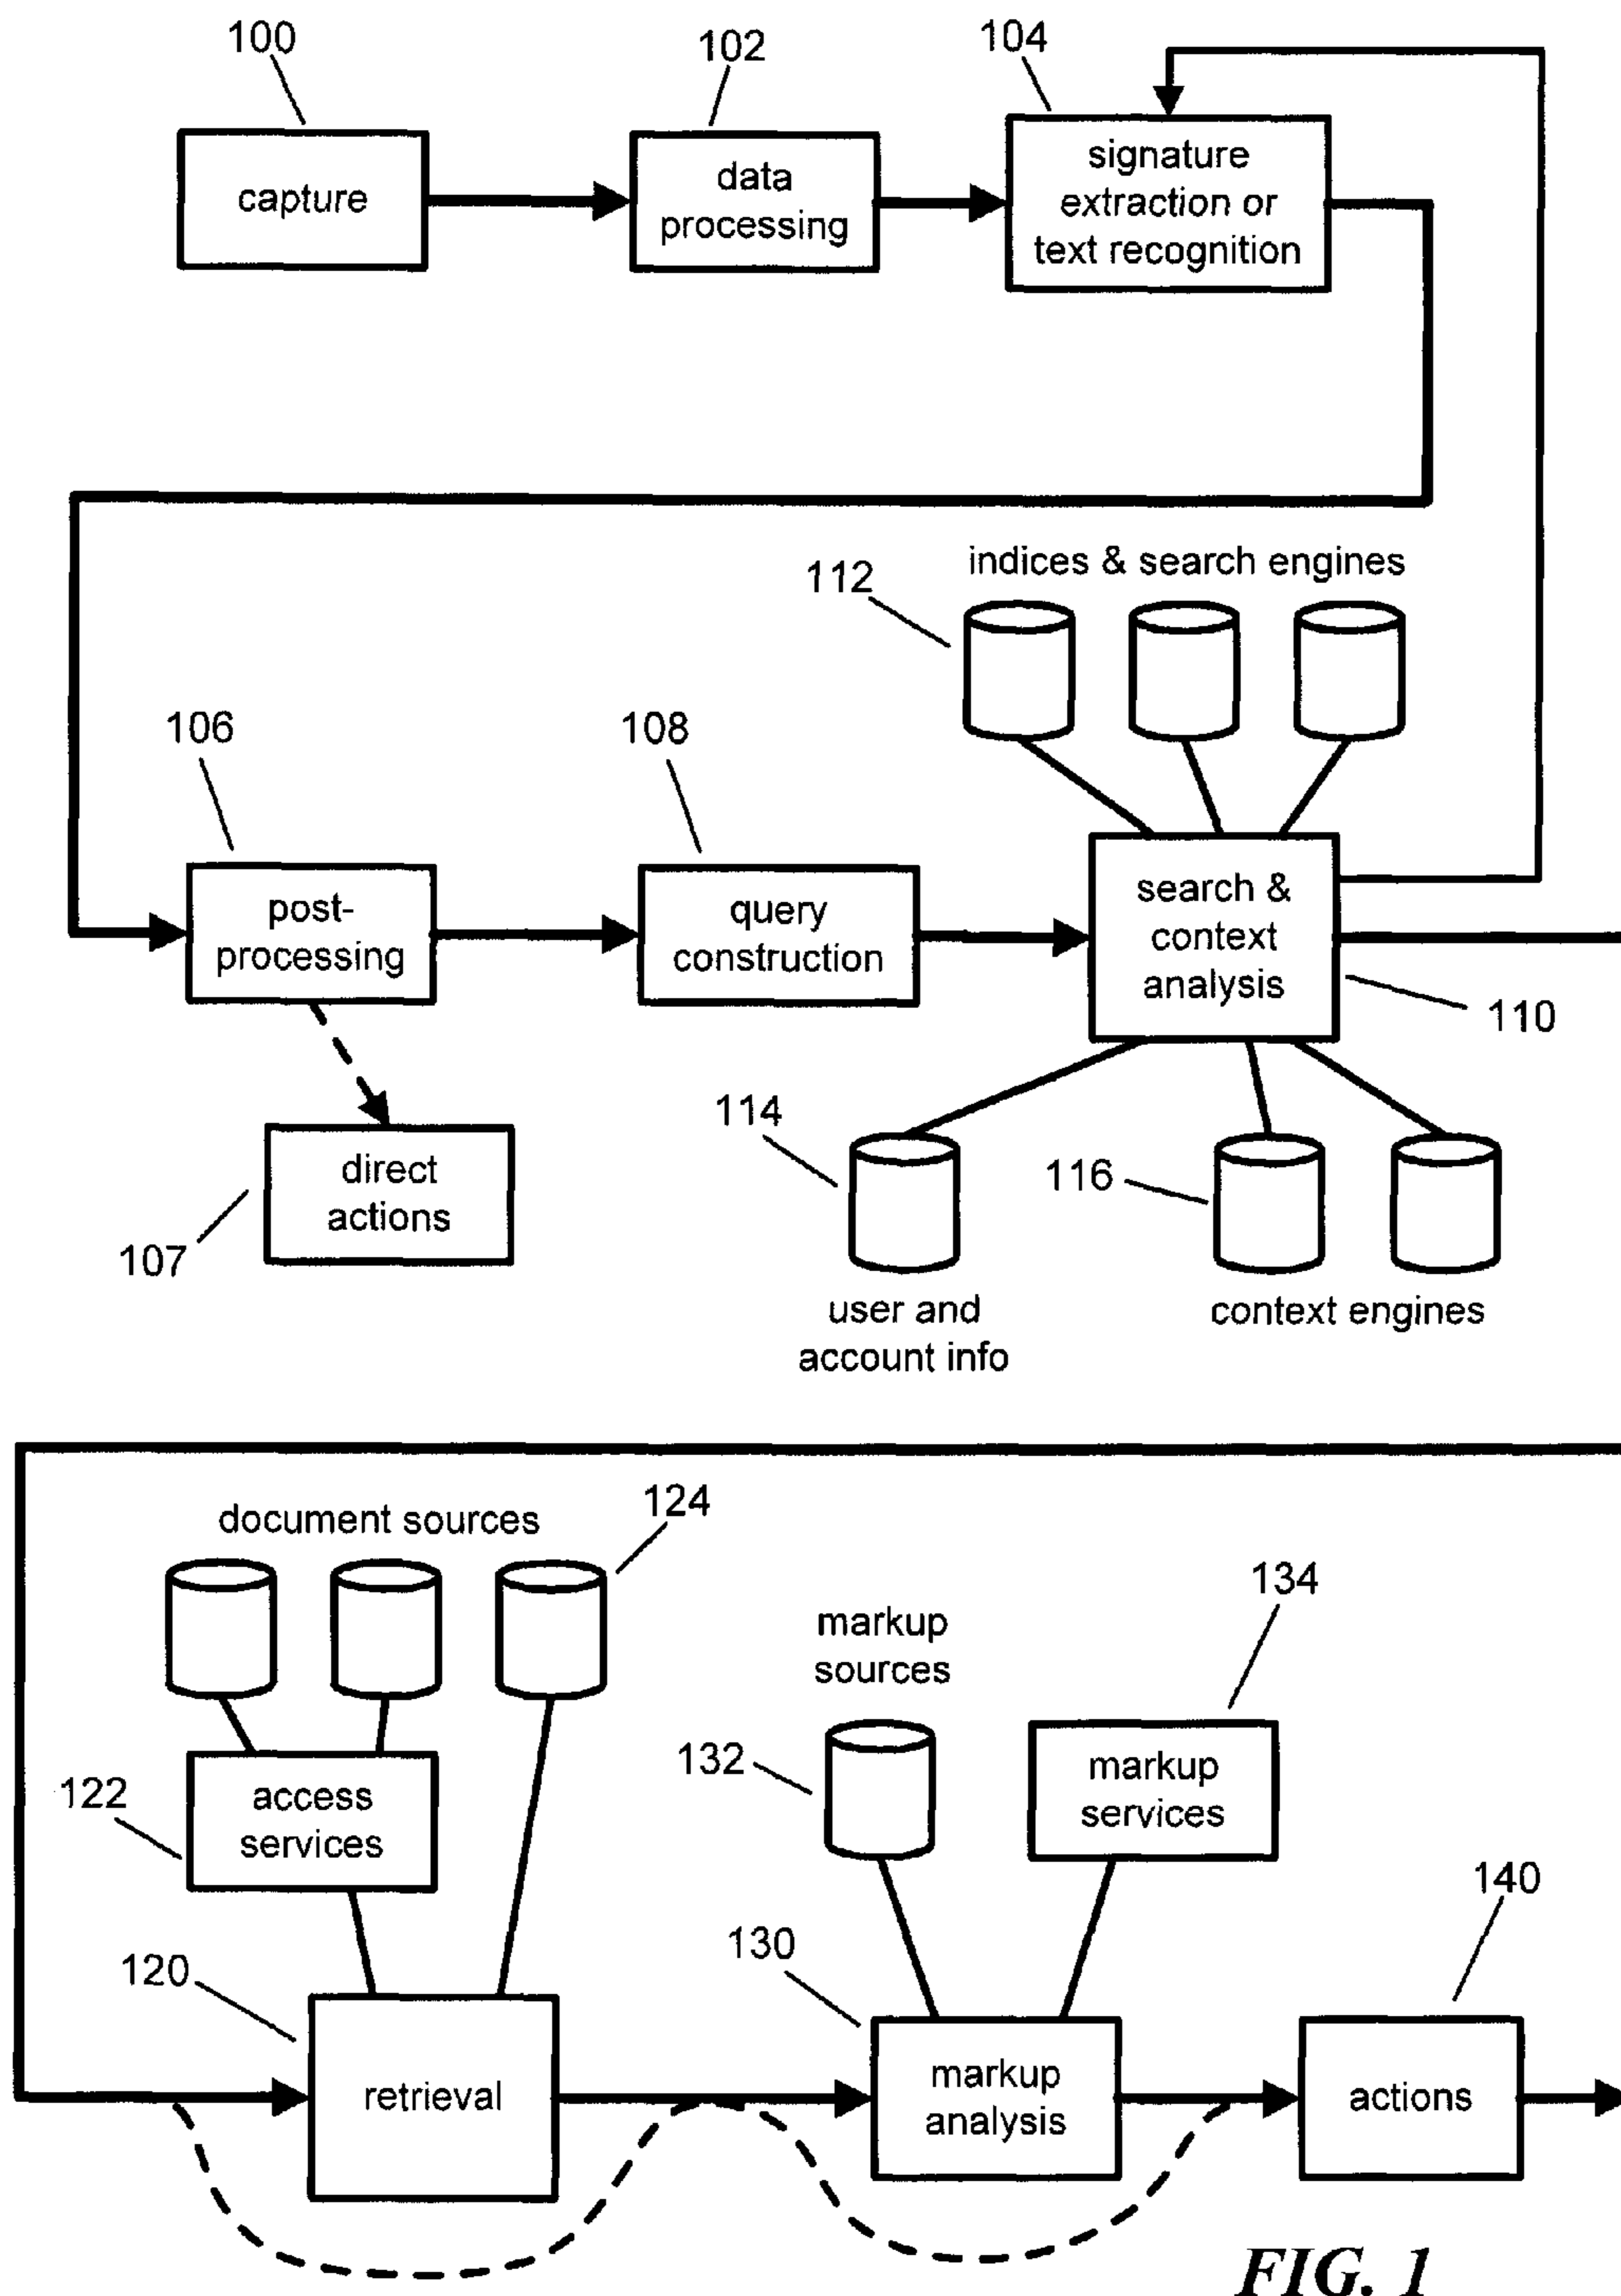 100
102
104
capture
data
processing
signature
extraction or
text recognition
indices & search engines
112
106
108
post-
processing
query
construction
search &
context
analysis
110
114
116
direct
actions
107
user and
account info
context engines
document sources
124
134
markup
sources
122
access
services
132
markup
services
140
120
130
retrieval
markup
analysis
actions
FIG. 1